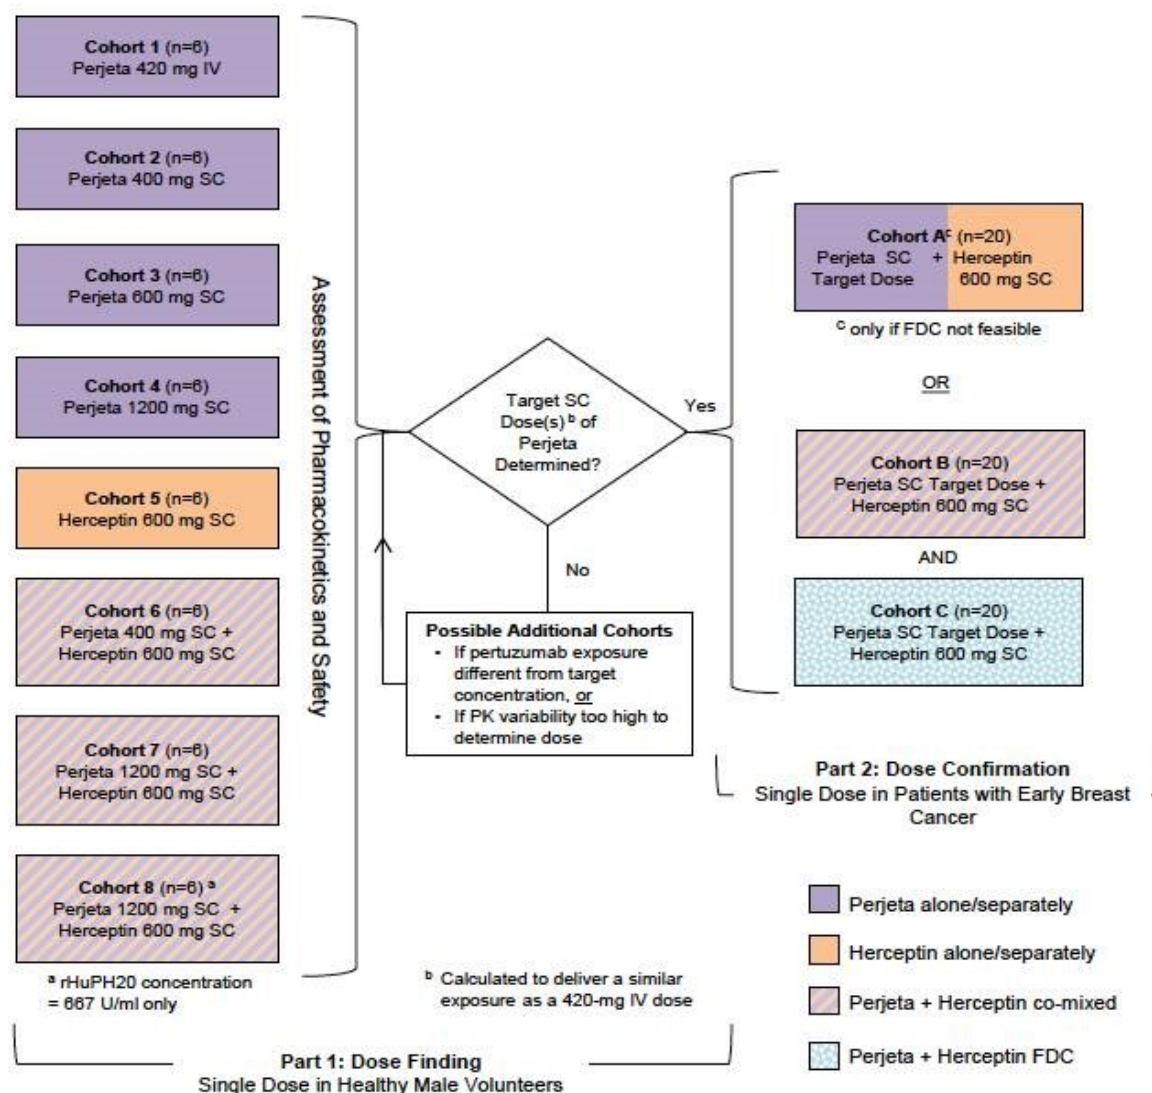 Cohort 1 (n=6)
Perjeta 420 mg IV
Cohort 2 (n=6)
Perjeta 400 mg SC
Cohort 3 (n=6)
Perjeta 600 mg SC
Cohort 4 (n=6)
Perjeta 1200 mg SC
Cohort 5 (n=6)
Herceptin 600 mg SC
Cohort 6 (n=6)
Perjeta 400 mg SC +
Herceptin 600 mg SC
Cohort 7 (n=6)
Perjeta 1200 mg SC +
Herceptin 600 mg SC
Cohort 8 (n=6) a
Perjeta 1200 mg SC +
Herceptin 600 mg SC
a rHuPH20 concentration
= 667 U/ml only
Assessment of Pharmacokinetics and Safety
Target SC
Dose(s) b of
Perjeta
Determined?
Yes
No
Possible Additional Cohorts
• If pertuzumab exposure
different from target
concentration, or
• If PK variability too high to
determine dose
b Calculated to deliver a similar
exposure as a 420-mg IV dose
Part 1: Dose Finding
Single Dose in Healthy Male Volunteers
Cohort Ac (n=20)
Perjeta SC + Herceptin
Target Dose 600 mg SC
c only if FDC not feasible
OR
Cohort B (n=20)
Perjeta SC Target Dose +
Herceptin 600 mg SC
AND
Cohort C (n=20)
Perjeta SC Target Dose +
Herceptin 600 mg SC
Part 2: Dose Confirmation
Single Dose in Patients with Early Breast
Cancer
Perjeta alone/separately
Herceptin alone/separately
Perjeta + Herceptin co-mixed
Perjeta + Herceptin FDC